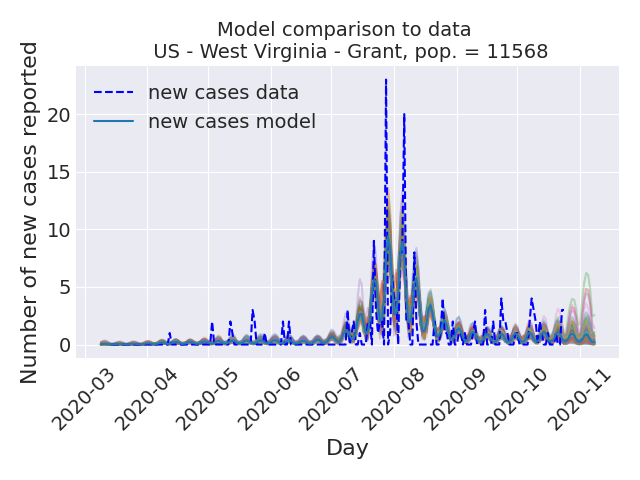 Model comparison to data
US - West Virginia - Grant, pop. = 11568
Number of new cases reported
20
15
10
5
0
new cases data
new cases model
2020-03
2020-04
2020-05
2020-06
2020-07
2020-08
2020-09
2020-10
2020-11
Day